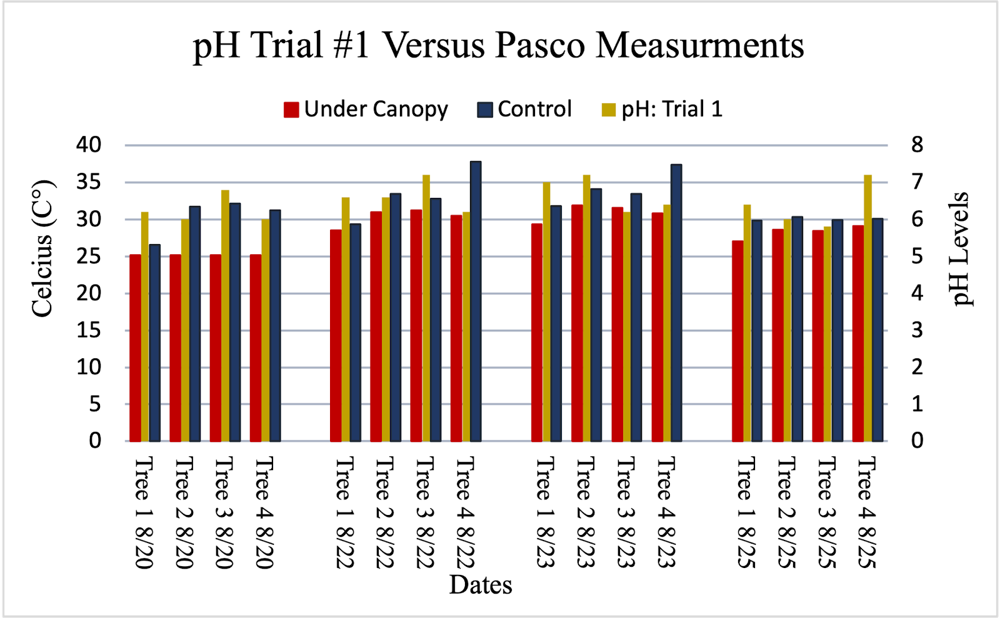 pH Trial #1 Versus Pasco Measurments
Under Canopy Control pH: Trial 1
Celcius (C°)
40
35
30
25
20
15
10
5
0
8
7
6
5
4
3
2
1
0
pH Levels
Tree 1 8/20
Tree 2 8/20
Tree 3 8/20
Tree 4 8/20
Tree 1 8/22
Tree 2 8/22
Tree 3 8/22
Tree 4 8/22
Tree 1 8/23
Tree 2 8/23
Tree 3 8/23
Tree 4 8/23
Tree 1 8/25
Tree 2 8/25
Tree 3 8/25
Tree 4 8/25
Dates